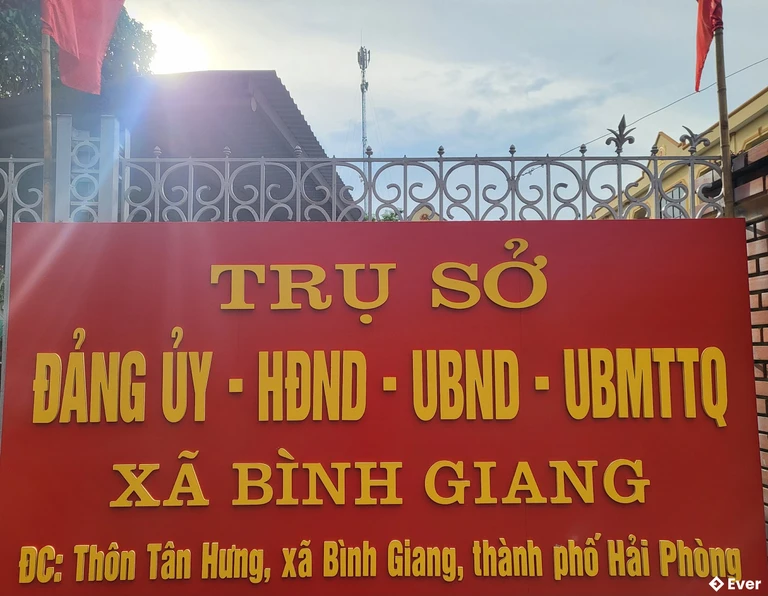 TRỤ SỞ
ĐẢNG ỦY - HĐND - UBND - UBMTTQ
XÃ BÌNH GIANG
ĐC: Thôn Tân Hưng, xã Bình Giang, thành phố Hải Phòng
Ever